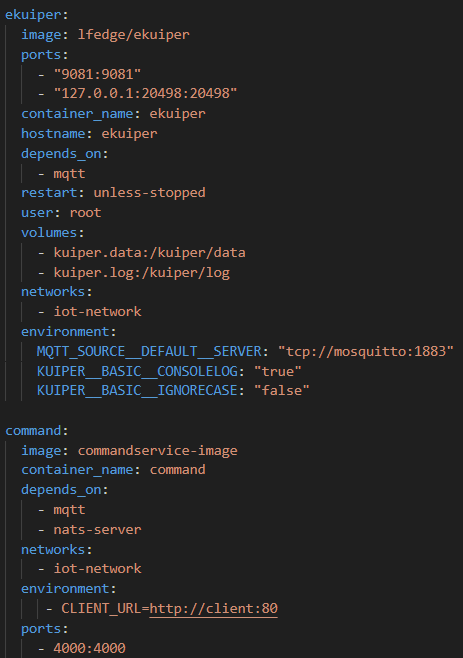 ekuiper:
  image: lfedge/ekuiper
  ports:
    - "9081:9081"
    - "127.0.0.1:20498:20498"
  container_name: ekuiper
  hostname: ekuiper
  depends_on:
    - mqtt
  restart: unless-stopped
  user: root
  volumes:
    - kuiper.data:/kuiper/data
    - kuiper.log:/kuiper/log
  networks:
    - iot-network
  environment:
    MQTT_SOURCE__DEFAULT__SERVER: "tcp://mosquitto:1883"
    KUIPER__BASIC__CONSOLELOG: "true"
    KUIPER__BASIC__IGNORECASE: "false"

command:
  image: commandservice-image
  container_name: command
  depends_on:
    - mqtt
    - nats-server
  networks:
    - iot-network
  environment:
     - CLIENT_URL=http://client:80
  ports:
    - 4000:4000